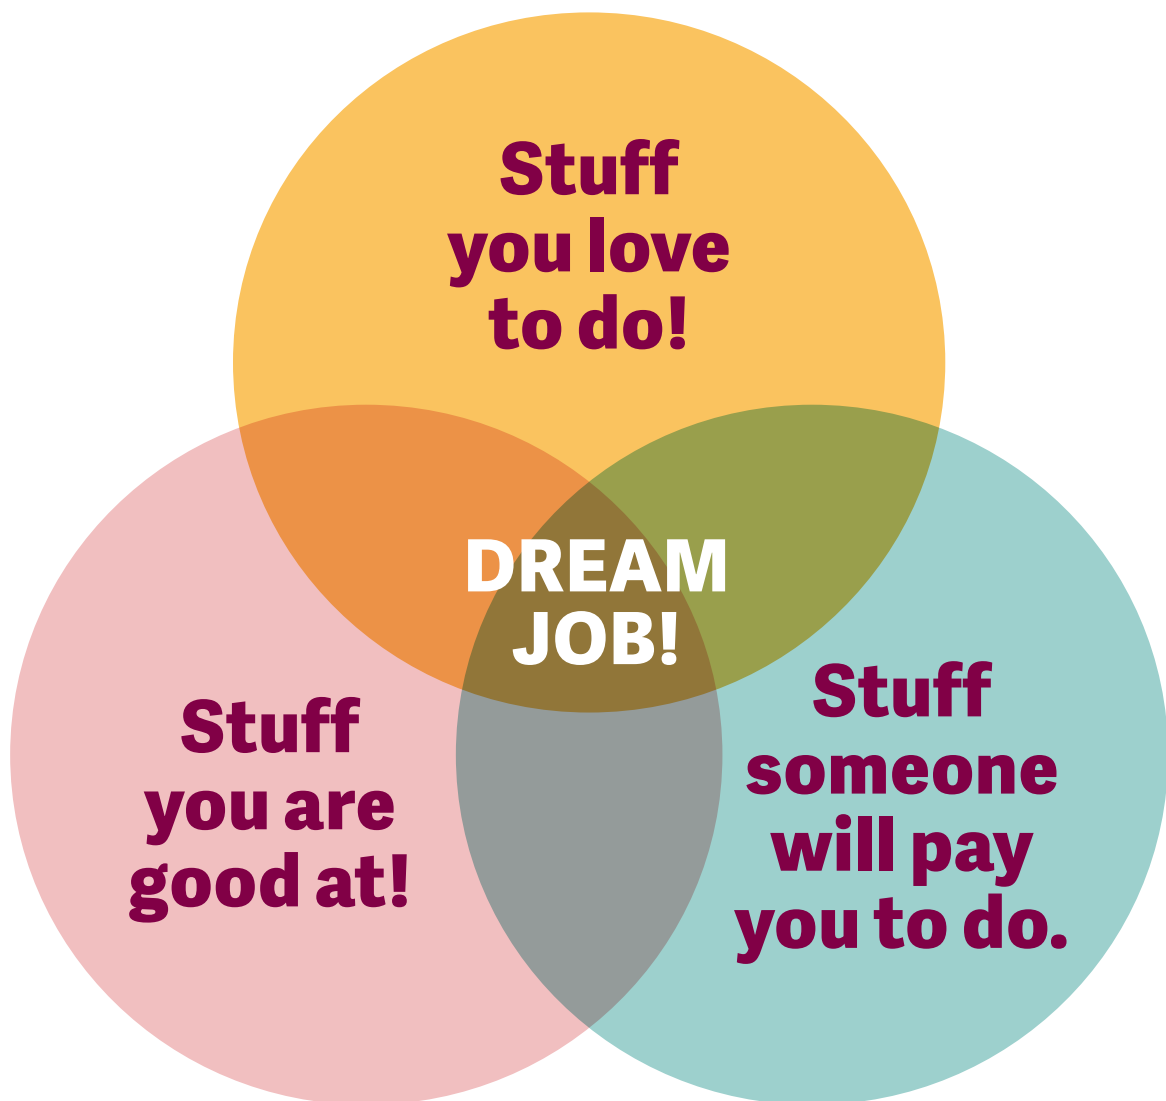 Stuff
you love
to do!
DREAM
JOB!
Stuff
you are
good at!
Stuff
someone
will pay
you to do.